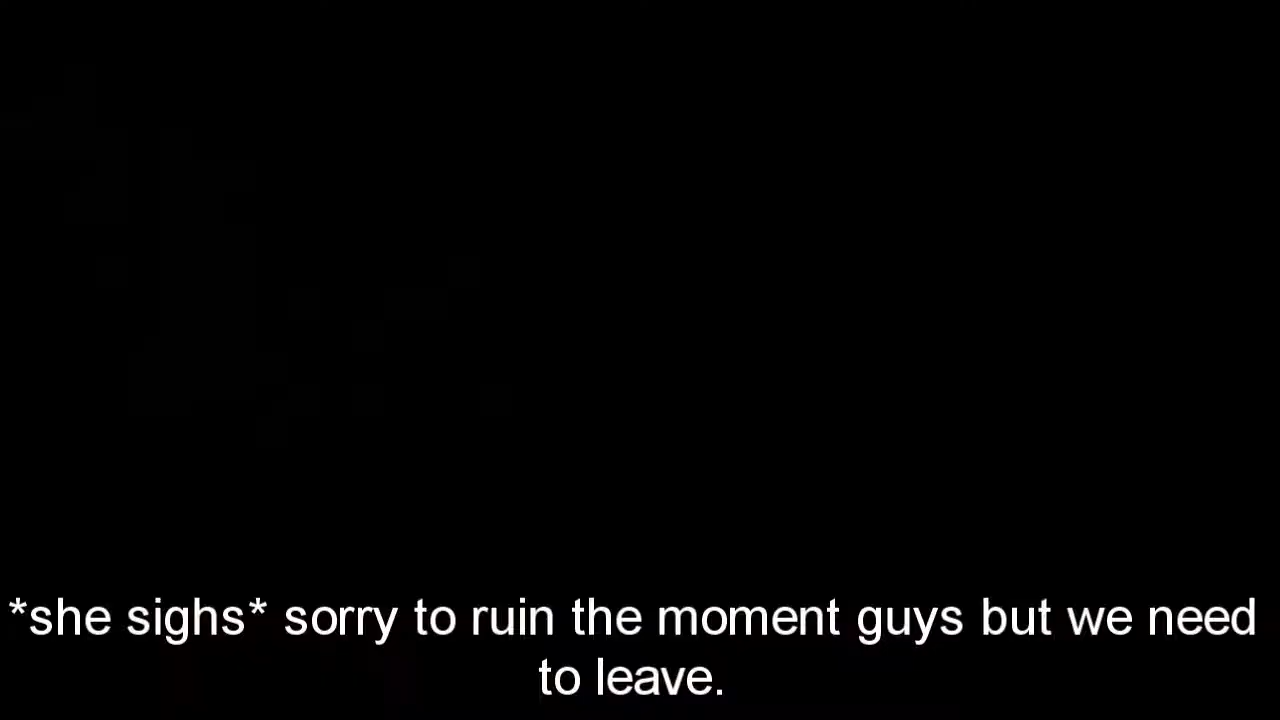 *she sighs* sorry to ruin the moment guys but we need
to leave.